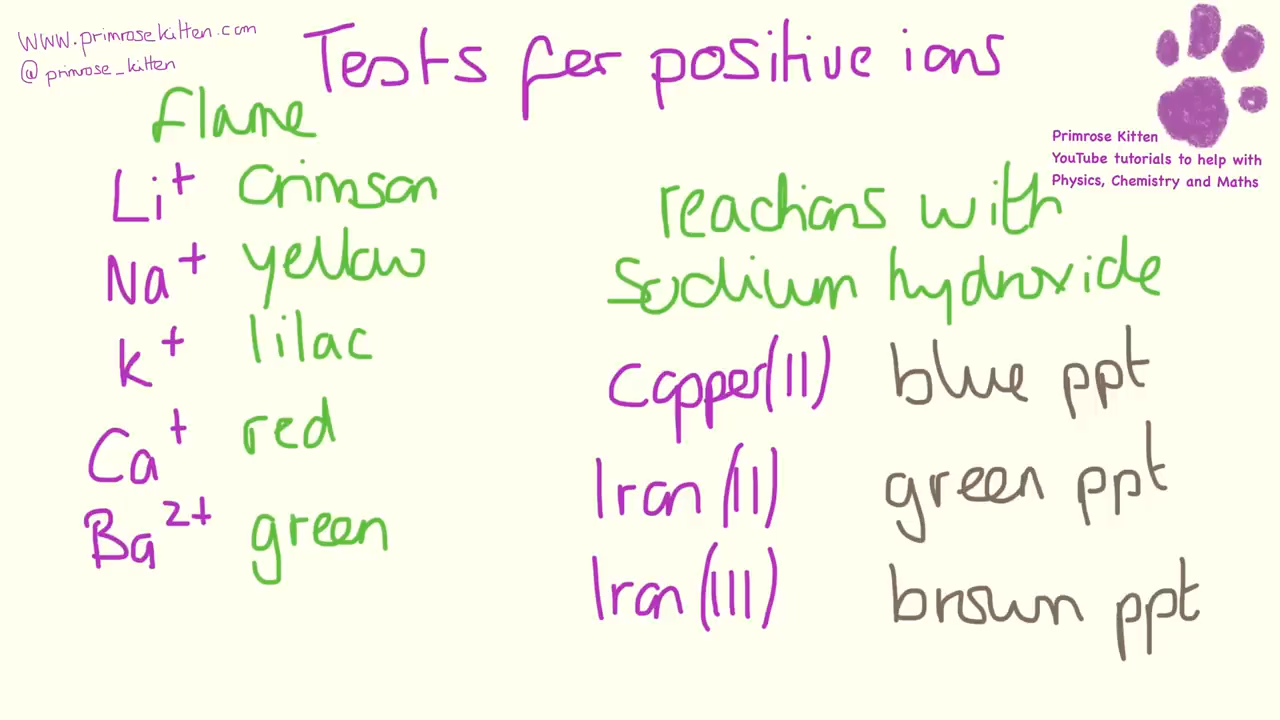 www.primrosekitten.com
@primrose_kitten
Tests for positive ions
Primrose Kitten
YouTube tutorials to help with
Physics, Chemistry and Maths
flame
Li+ crimson
Na+ yellow
K+ lilac
Ca+ red
Ba2+ green
reactions with
Sodium hydroxide
Copper(II) blue ppt
Iron (II) green ppt
Iron (III) brown ppt